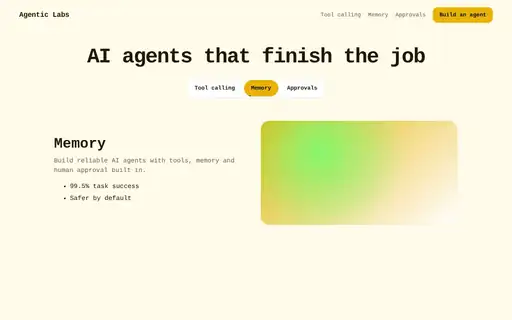 Agentic Labs
Tool calling Memory Approvals Build an agent
AI agents that finish the job
Tool calling Memory Approvals
Memory
Build reliable AI agents with tools, memory and
human approval built in.
• 99.5% task success
• Safer by default